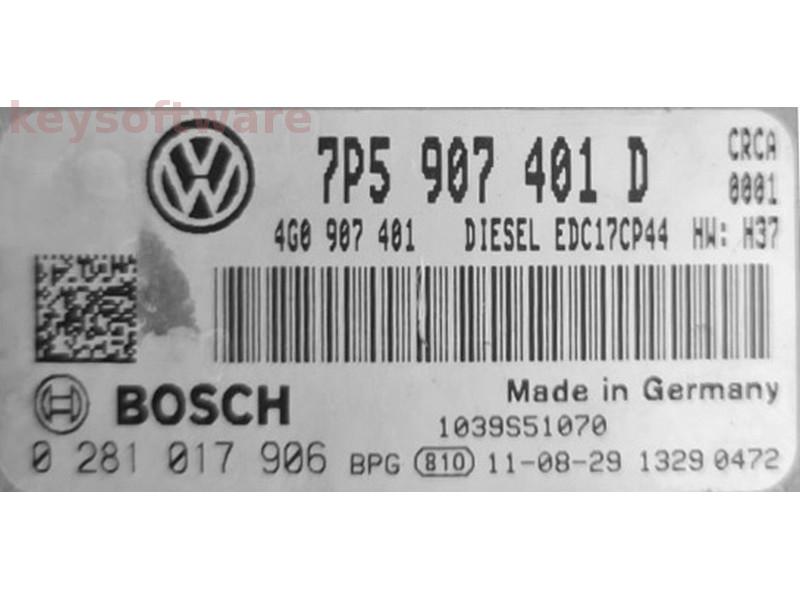 keysoftware
7P5 907 401 D
CRCA
0001
4G0 907 401 DIESEL EDC17CP44 HW: H37
BOSCH
Made in Germany
1039S51070
0 281 017 906 BPG 810 11-08-29 1329 0472